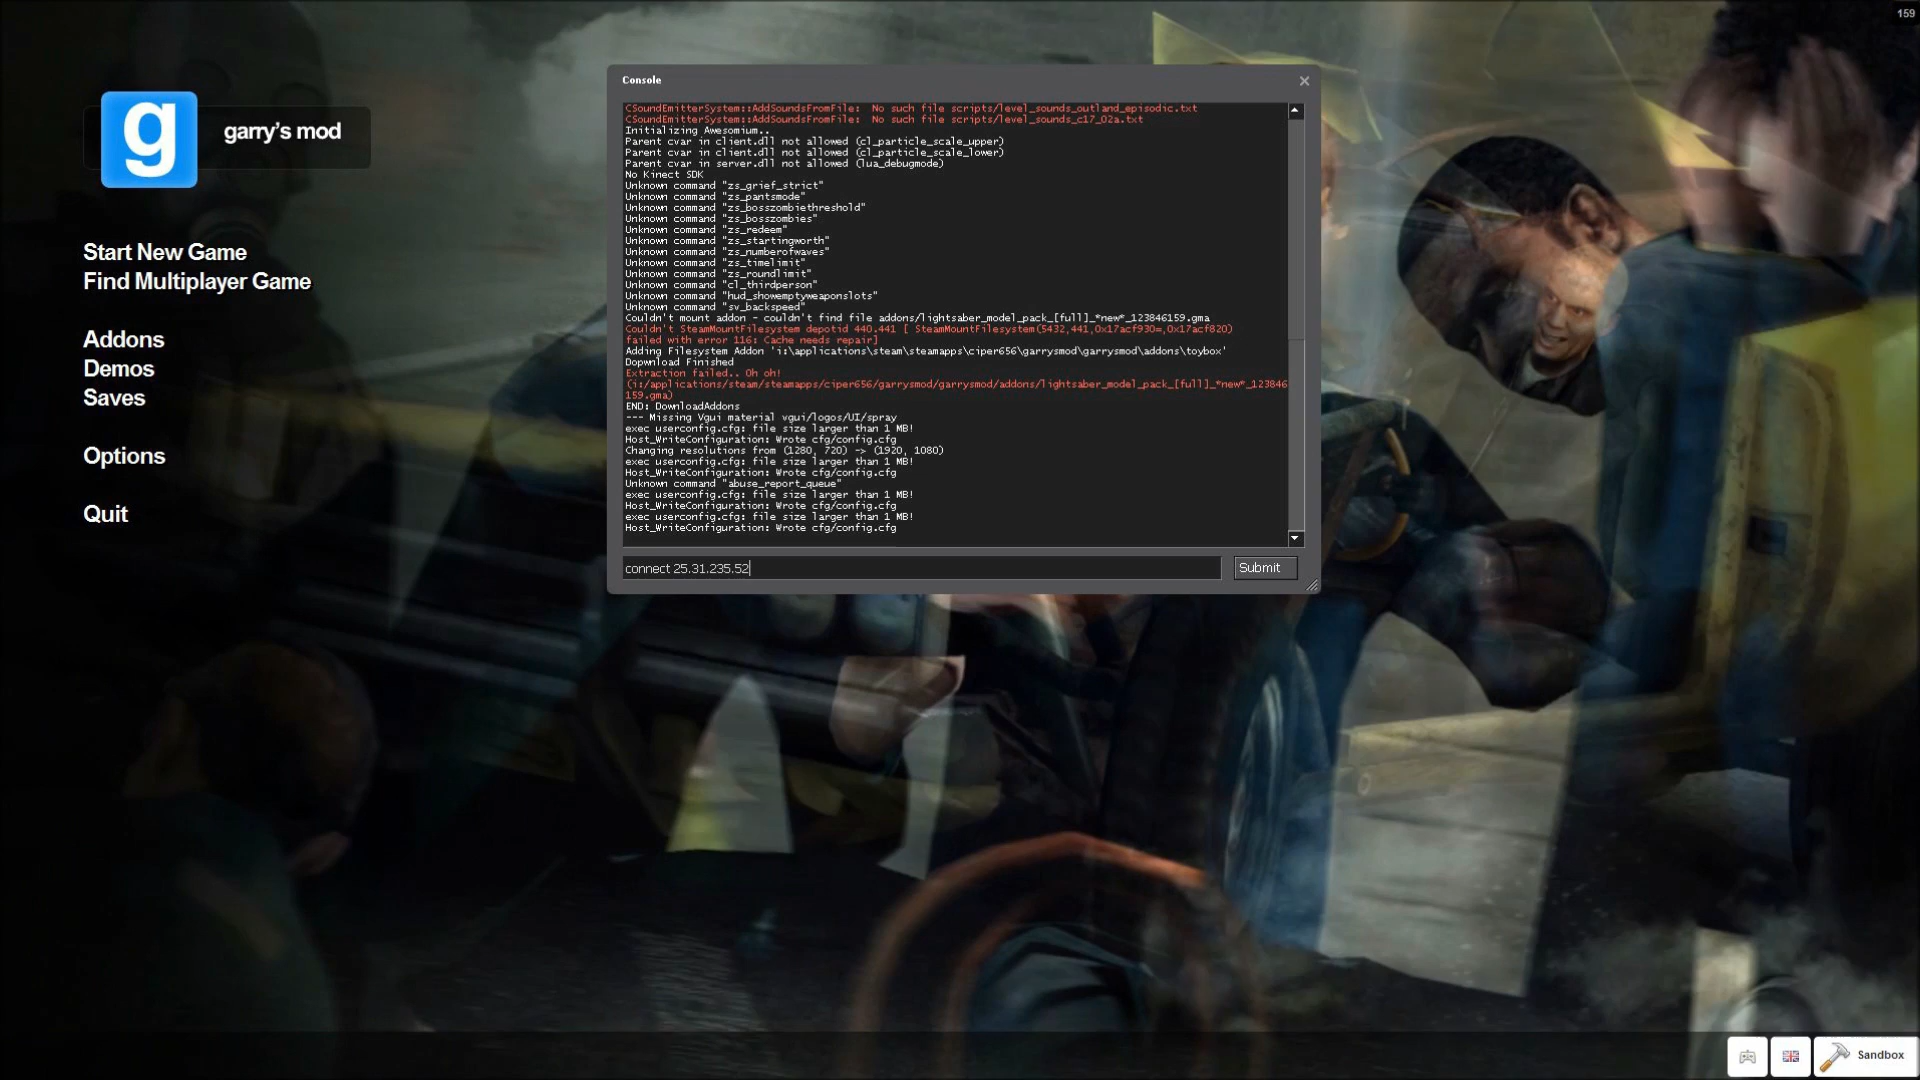 159
Console
g garry's mod
CSoundEmitterSystem::AddSoundsFromFile:  No such file scripts/level_sounds_outland_episodic.txt
CSoundEmitterSystem::AddSoundsFromFile:  No such file scripts/level_sounds_c17_02a.txt
Initializing Awesomium..
Parent cvar in client.dll not allowed (cl_particle_scale_upper)
Parent cvar in client.dll not allowed (cl_particle_scale_lower)
Parent cvar in server.dll not allowed (lua_debugmode)
No Kinect SDK
Unknown command "zs_grief_strict"
Unknown command "zs_pantsmode"
Unknown command "zs_bosszombiethreshold"
Unknown command "zs_bosszombies"
Unknown command "zs_redeem"
Unknown command "zs_startingworth"
Unknown command "zs_numberofwaves"
Unknown command "zs_timelimit"
Unknown command "zs_roundlimit"
Unknown command "cl_thirdperson"
Unknown command "hud_showemptyweaponslots"
Unknown command "sv_backspeed"
Couldn't mount addon - couldn't find file addons/lightsaber_model_pack_[full]_*new*_123846159.gma
Couldn't SteamMountFilesystem depotid 440.441 [ SteamMountFilesystem(5432,441,0x17acf930=,0x17acf820)
failed with error 116: Cache needs repair]
Adding Filesystem Addon 'i:\applications\steam\steamapps\ciper656\garrysmod\garrysmod\addons\toybox'
Dopwnload Finished
Extraction failed.. Oh oh!
(i:/applications/steam/steamapps/ciper656/garrysmod/garrysmod/addons/lightsaber_model_pack_[full]_*new*_123846
159.gma)
END: DownloadAddons
--- Missing Vgui material vgui/logos/UI/spray
exec userconfig.cfg: file size larger than 1 MB!
Host_WriteConfiguration: Wrote cfg/config.cfg
Changing resolutions from (1280, 720) -> (1920, 1080)
exec userconfig.cfg: file size larger than 1 MB!
Host_WriteConfiguration: Wrote cfg/config.cfg
Unknown command "abuse_report_queue"
exec userconfig.cfg: file size larger than 1 MB!
Host_WriteConfiguration: Wrote cfg/config.cfg
exec userconfig.cfg: file size larger than 1 MB!
Host_WriteConfiguration: Wrote cfg/config.cfg
connect 25.31.235.52
Submit
Start New Game
Find Multiplayer Game
Addons
Demos
Saves
Options
Quit
Sandbox